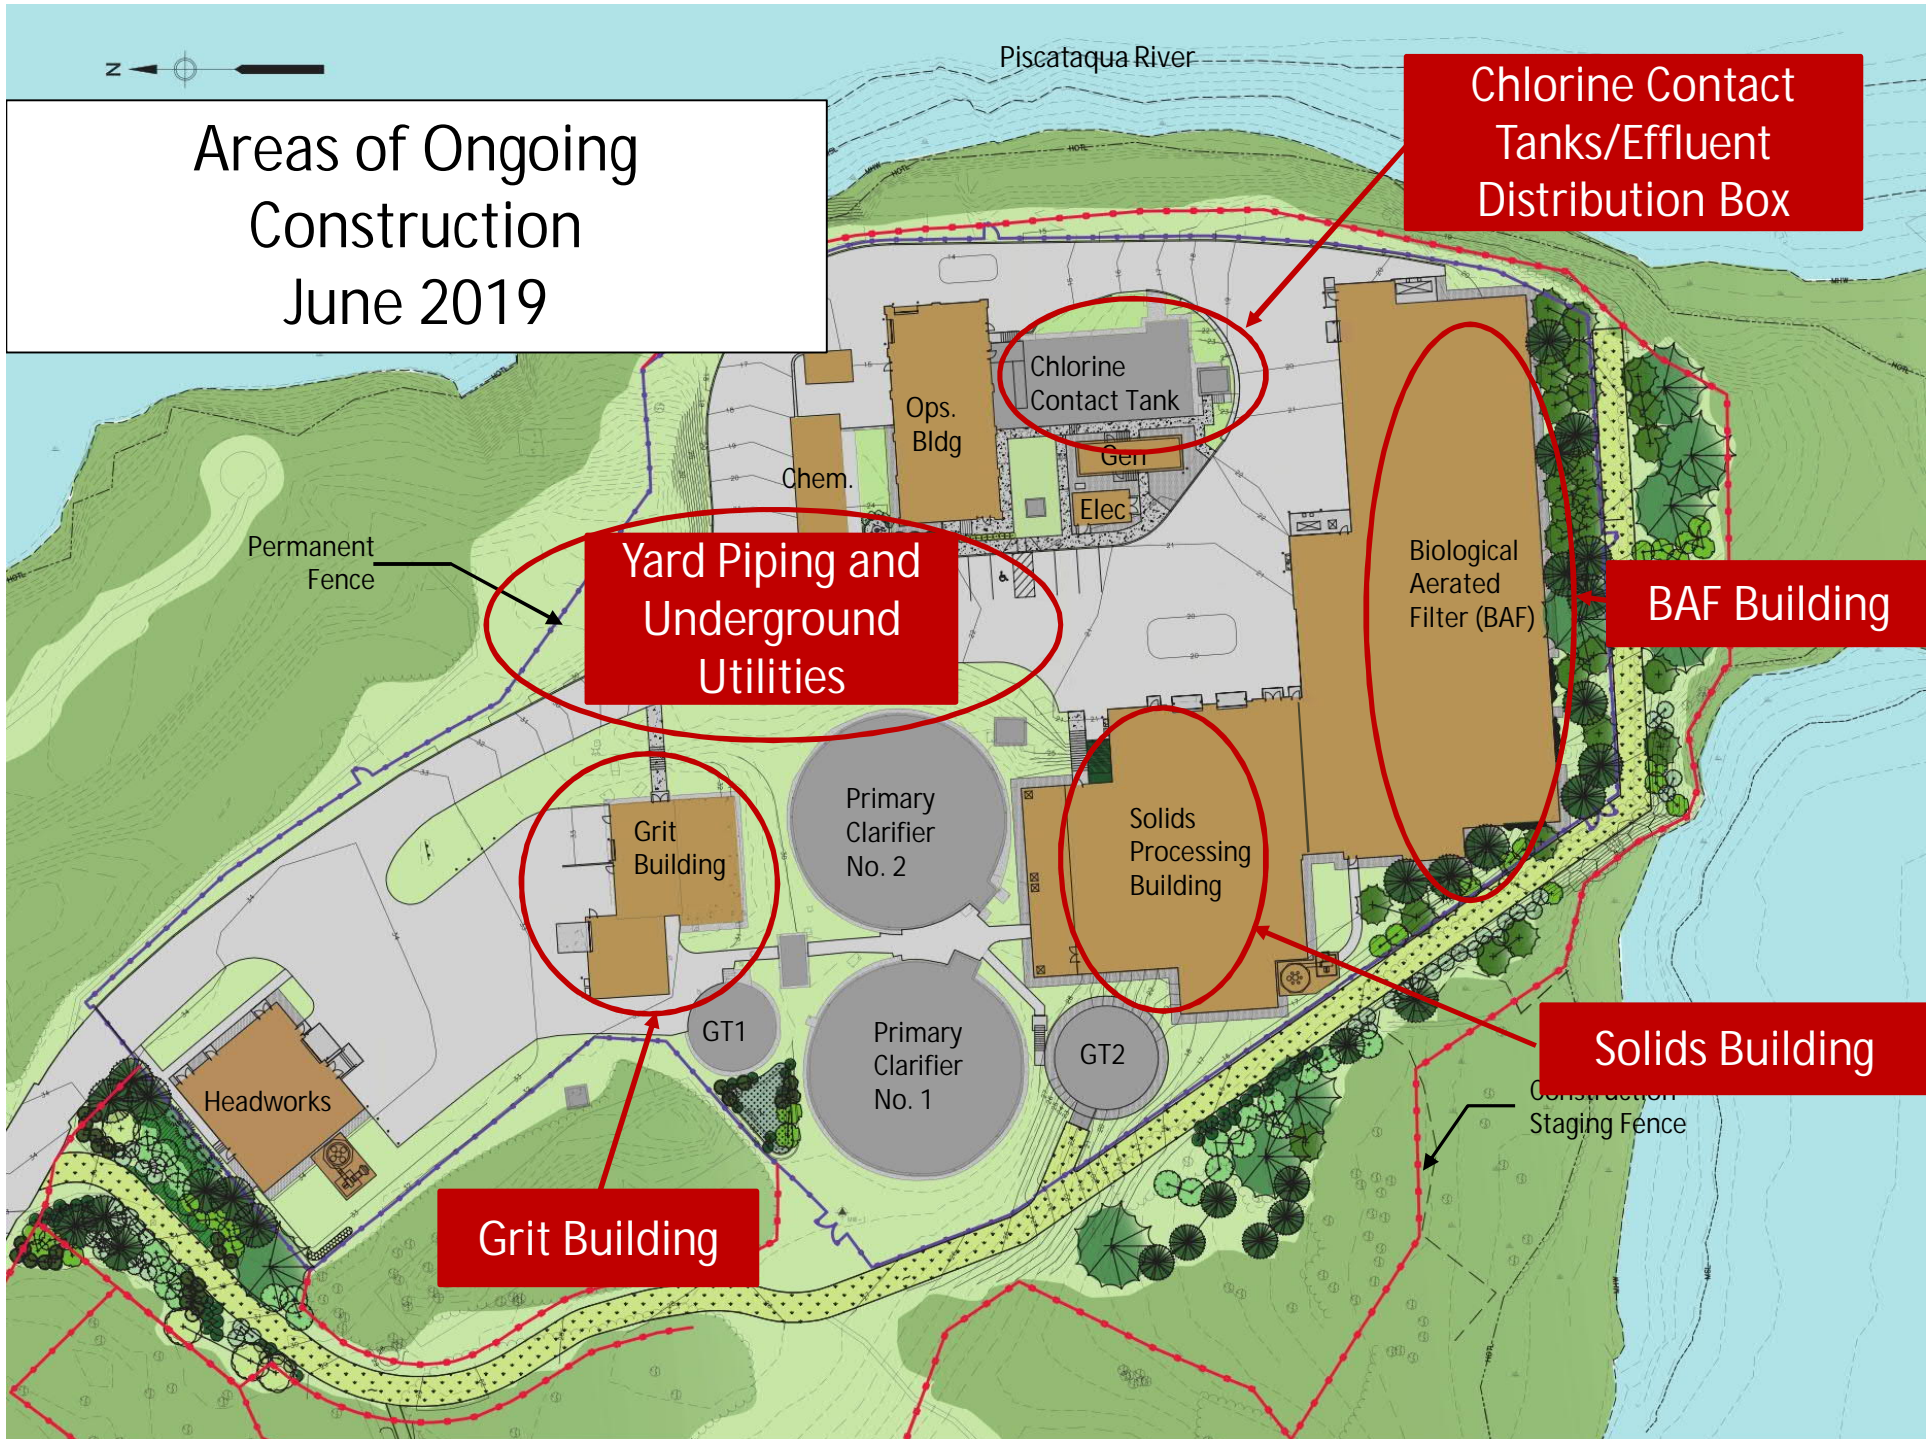 N
Piscataqua River
Areas of Ongoing
Construction
June 2019
Chlorine Contact
Tanks/Effluent
Distribution Box
Chlorine
Contact Tank
Ops.
Bldg
Gen
Chem.
Elec
Permanent
Fence
Yard Piping and
Underground
Utilities
Biological
Aerated
Filter (BAF)
BAF Building
Grit
Building
Primary
Clarifier
No. 2
Solids
Processing
Building
GT1
Primary
Clarifier
No. 1
GT2
Solids Building
Headworks
Construction
Staging Fence
Grit Building